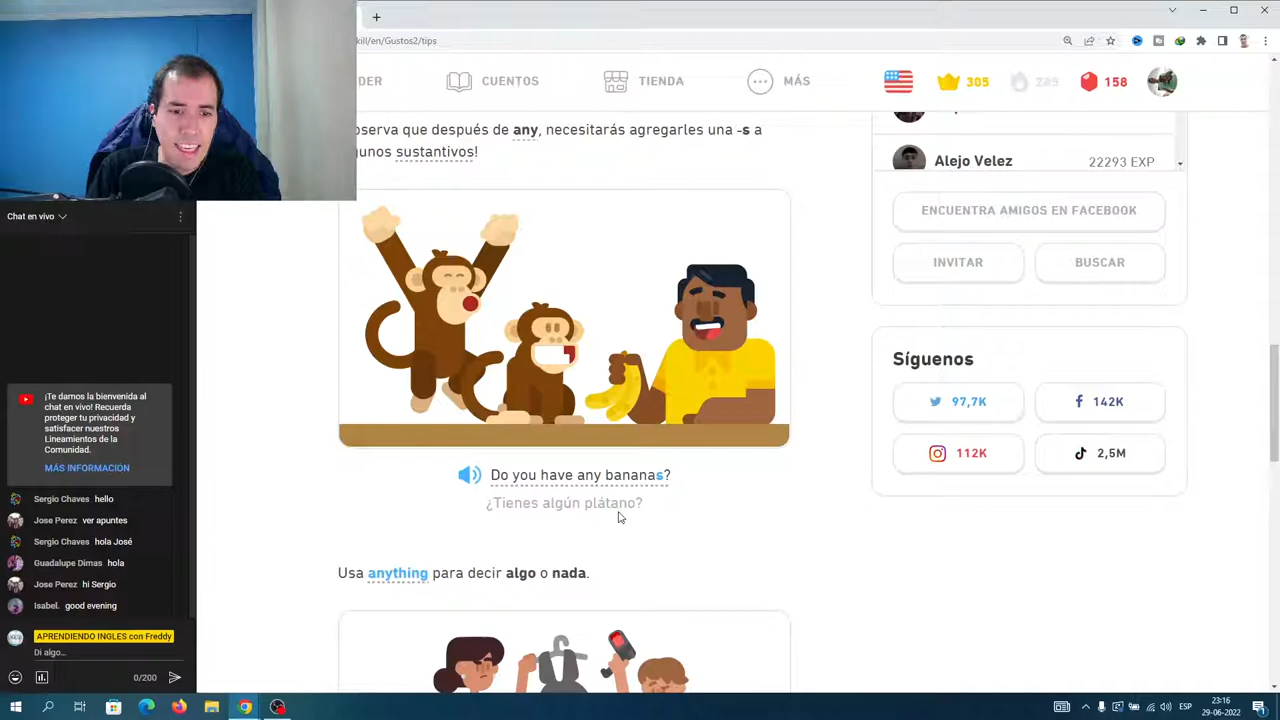 kill/en/Gustos2/tips
DER
CUENTOS
TIENDA
MÁS
305
265
158
bserva que después de any, necesitarás agregarles una -s a
unos sustantivos!
Alejo Velez
22293 EXP
ENCUENTRA AMIGOS EN FACEBOOK
INVITAR
BUSCAR
Síguenos
97,7K
142K
112K
2,5M
Do you have any bananas?
¿Tienes algún plátano?
Usa anything para decir algo o nada.
Chat en vivo
¡Te damos la bienvenida al
chat en vivo! Recuerda
proteger tu privacidad y
satisfacer nuestros
Lineamientos de la
Comunidad.
MÁS INFORMACIÓN
Sergio Chaves hello
Jose Perez ver apuntes
Sergio Chaves hola José
Guadalupe Dimas hola
Jose Perez hi Sergio
Isabel. good evening
APRENDIENDO INGLES con Freddy
Di algo...
0/200
ESP
23:16
29-06-2022